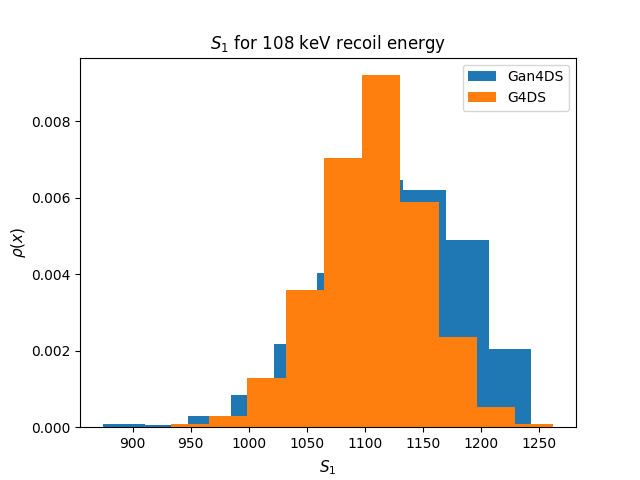 S₁ for 108 keV recoil energy
Gan4DS
G4DS
ρ(x)
0.008
0.006
0.004
0.002
0.000
900 950 1000 1050 1100 1150 1200 1250
S₁